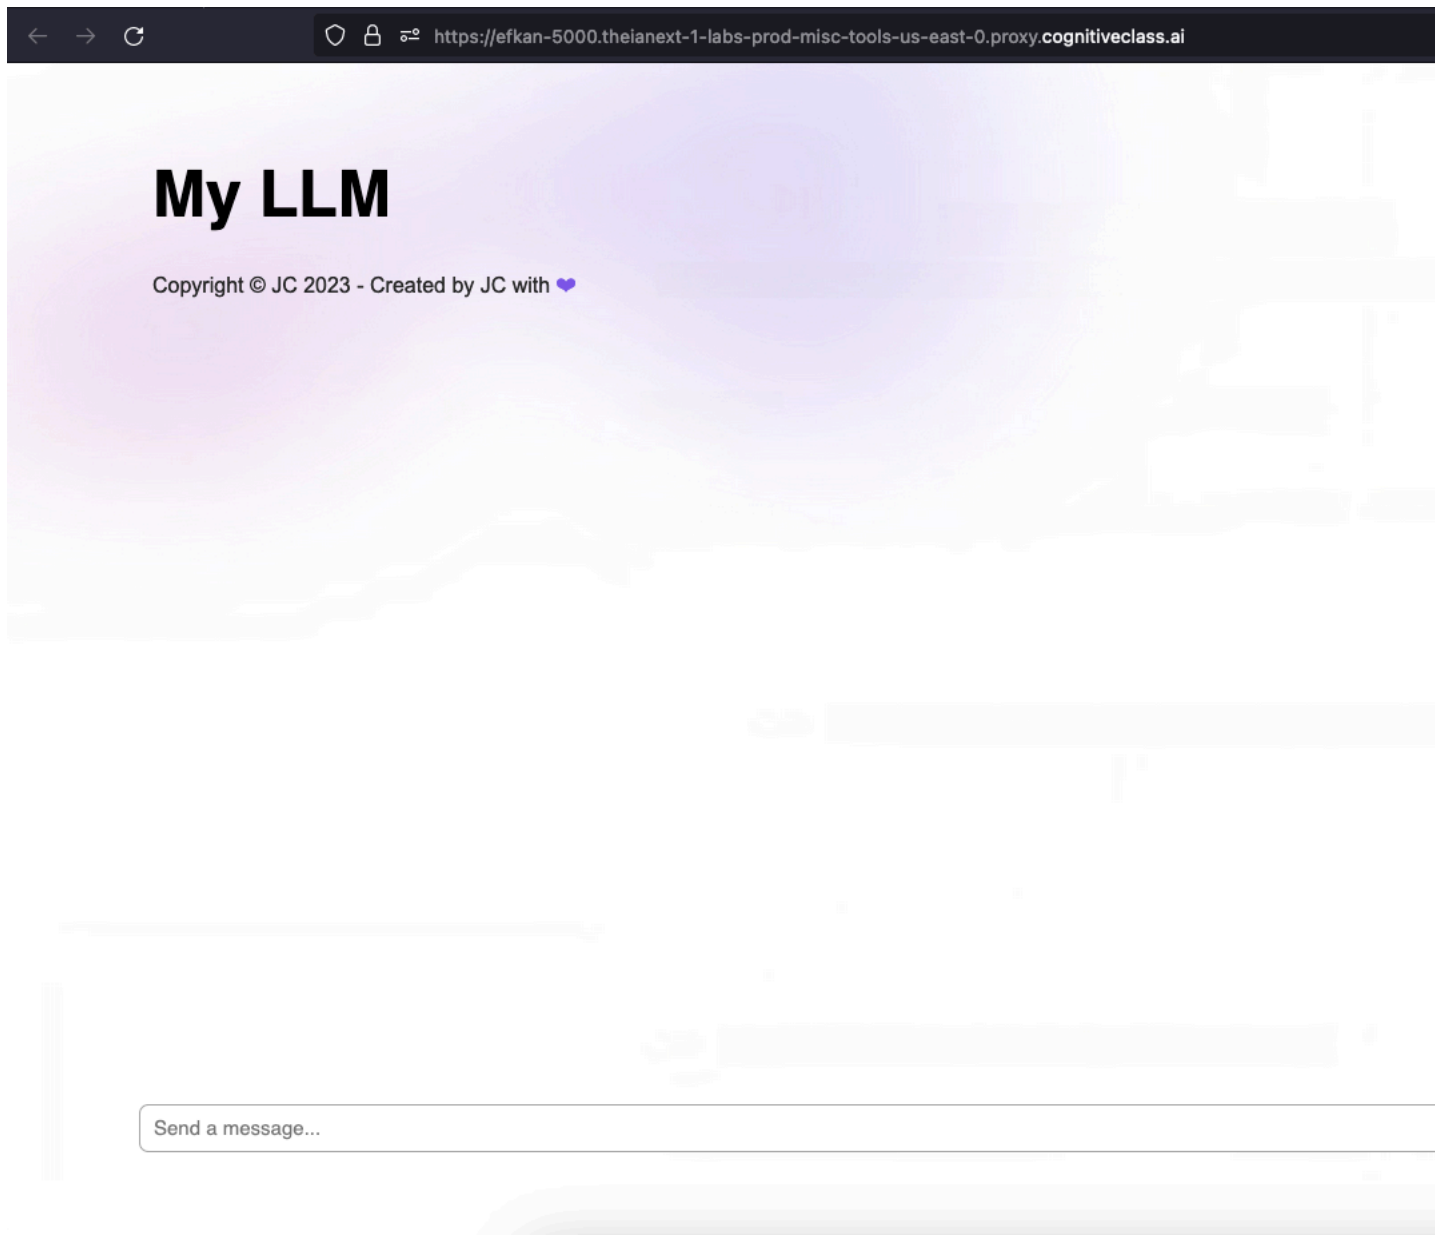 https://efkan-5000.theianext-1-labs-prod-misc-tools-us-east-0.proxy.cognitiveclass.ai
My LLM
Copyright © JC 2023 - Created by JC with 💜
Send a message...